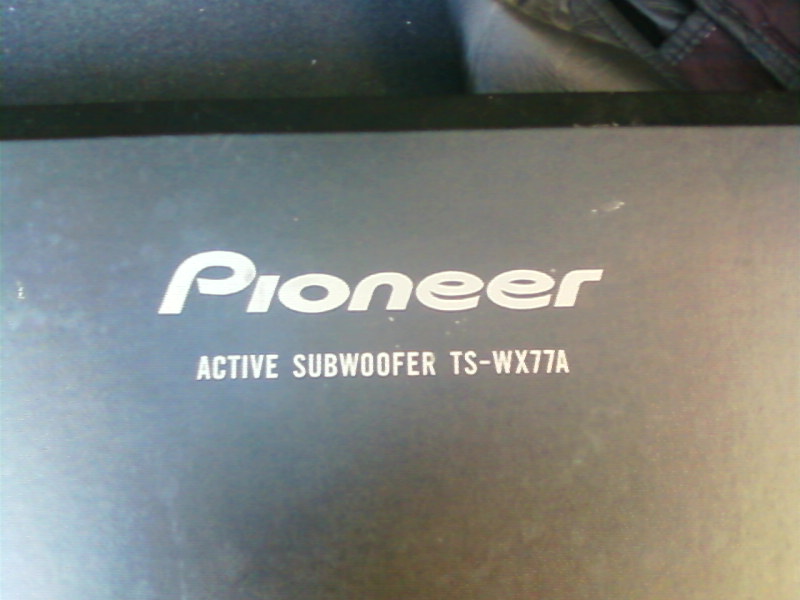 Pioneer
ACTIVE SUBWOOFER TS-WX77A